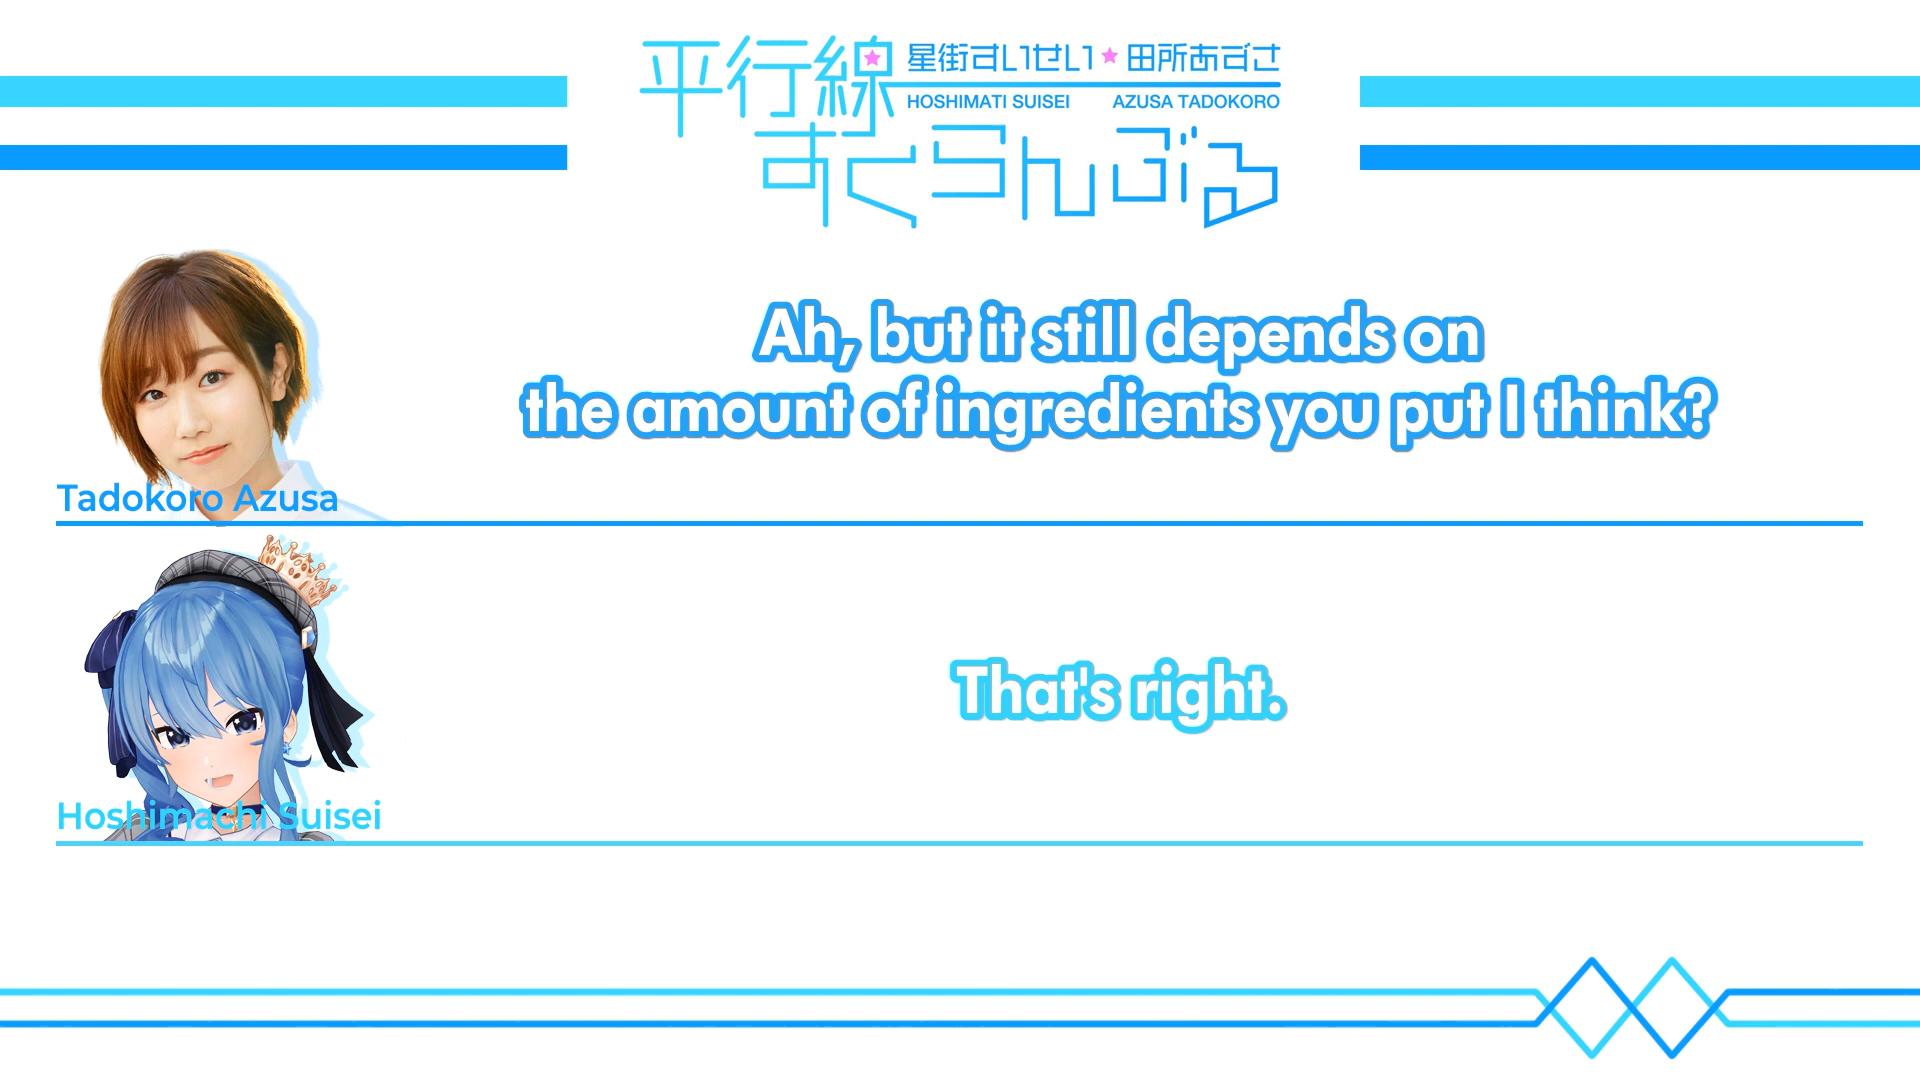 平行線
星街すいせい★田所あずさ
HOSHIMATI SUISEI AZUSA TADOKORO
すくらんぶる
Ah, but it still depends on
the amount of ingredients you put I think?
Tadokoro Azusa
That's right.
Hoshimachi Suisei